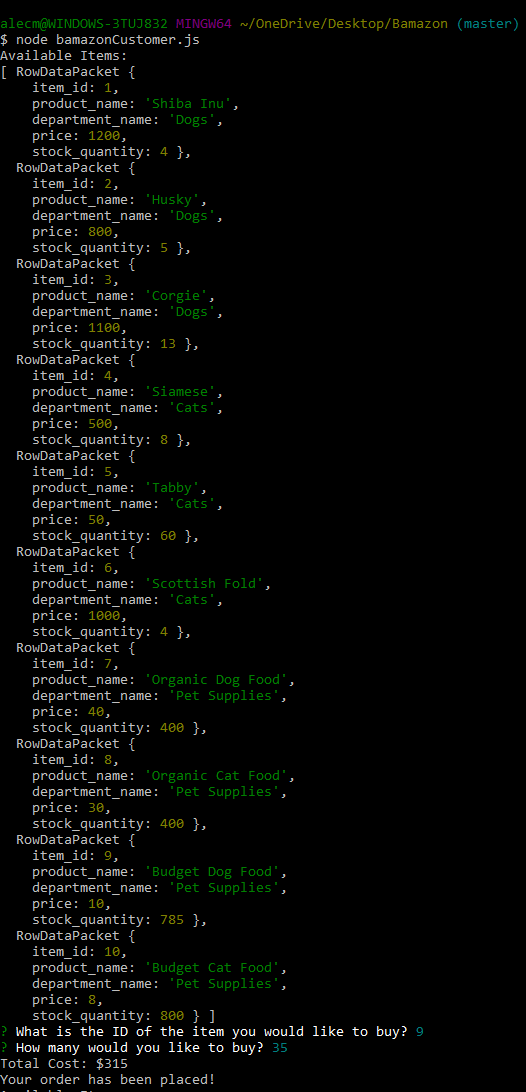 alecm@WINDOWS-3TUJ832 MINGW64 ~/OneDrive/Desktop/Bamazon (master)
$ node bamazonCustomer.js
Available Items:
[ RowDataPacket {
    item_id: 1,
    product_name: 'Shiba Inu',
    department_name: 'Dogs',
    price: 1200,
    stock_quantity: 4 },
  RowDataPacket {
    item_id: 2,
    product_name: 'Husky',
    department_name: 'Dogs',
    price: 800,
    stock_quantity: 5 },
  RowDataPacket {
    item_id: 3,
    product_name: 'Corgie',
    department_name: 'Dogs',
    price: 1100,
    stock_quantity: 13 },
  RowDataPacket {
    item_id: 4,
    product_name: 'Siamese',
    department_name: 'Cats',
    price: 500,
    stock_quantity: 8 },
  RowDataPacket {
    item_id: 5,
    product_name: 'Tabby',
    department_name: 'Cats',
    price: 50,
    stock_quantity: 60 },
  RowDataPacket {
    item_id: 6,
    product_name: 'Scottish Fold',
    department_name: 'Cats',
    price: 1000,
    stock_quantity: 4 },
  RowDataPacket {
    item_id: 7,
    product_name: 'Organic Dog Food',
    department_name: 'Pet Supplies',
    price: 40,
    stock_quantity: 400 },
  RowDataPacket {
    item_id: 8,
    product_name: 'Organic Cat Food',
    department_name: 'Pet Supplies',
    price: 30,
    stock_quantity: 400 },
  RowDataPacket {
    item_id: 9,
    product_name: 'Budget Dog Food',
    department_name: 'Pet Supplies',
    price: 10,
    stock_quantity: 785 },
  RowDataPacket {
    item_id: 10,
    product_name: 'Budget Cat Food',
    department_name: 'Pet Supplies',
    price: 8,
    stock_quantity: 800 } ]
? What is the ID of the item you would like to buy? 9
? How many would you like to buy? 35
Total Cost: $315
Your order has been placed!